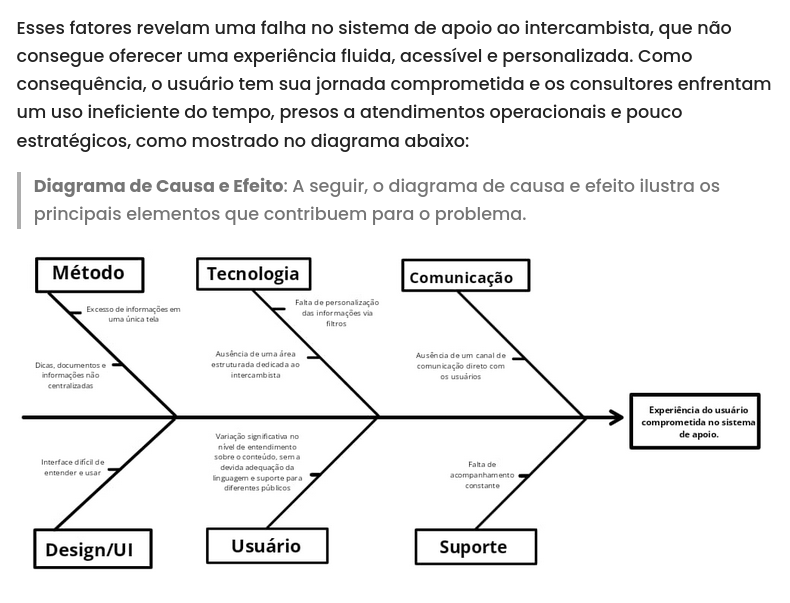 Esses fatores revelam uma falha no sistema de apoio ao intercambista, que não
consegue oferecer uma experiência fluida, acessível e personalizada. Como
consequência, o usuário tem sua jornada comprometida e os consultores enfrentam
um uso ineficiente do tempo, presos a atendimentos operacionais e pouco
estratégicos, como mostrado no diagrama abaixo:
Diagrama de Causa e Efeito: A seguir, o diagrama de causa e efeito ilustra os
principais elementos que contribuem para o problema.
Método
Excesso de informações em
uma única tela
Dicas, documentos e
informações não
centralizadas
Tecnologia
Falta de personalização
das informações via
filtros
Ausência de uma área
estruturada dedicada ao
intercambista
Comunicação
Ausência de um canal de
comunicação direto com
os usuários
Experiência do usuário
comprometida no sistema
de apoio.
Interface difícil de
entender e usar
Design/UI
Variação significativa no
nível de entendimento
sobre o conteúdo, sem a
devida adequação da
linguagem e suporte para
diferentes públicos
Usuário
Falta de
acompanhamento
constante
Suporte